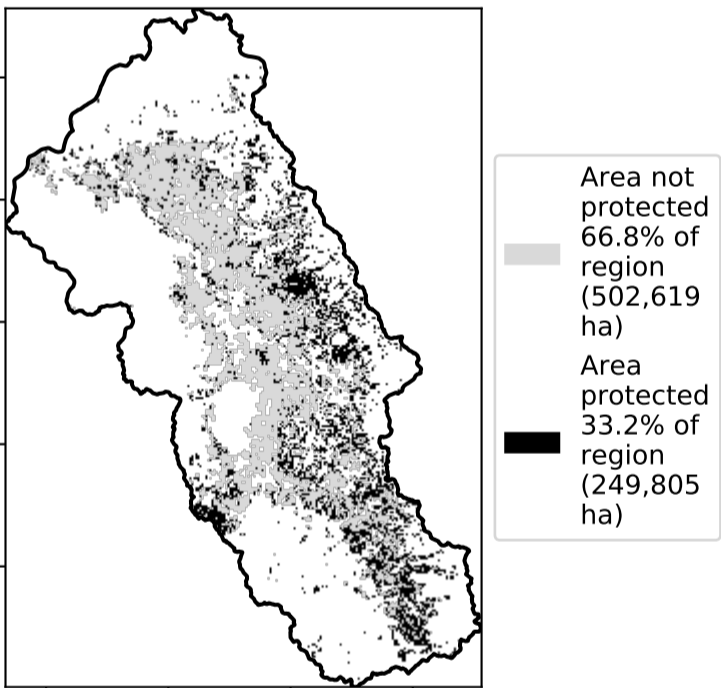 Area not
protected
66.8% of
region
(502,619
ha)
Area
protected
33.2% of
region
(249,805
ha)